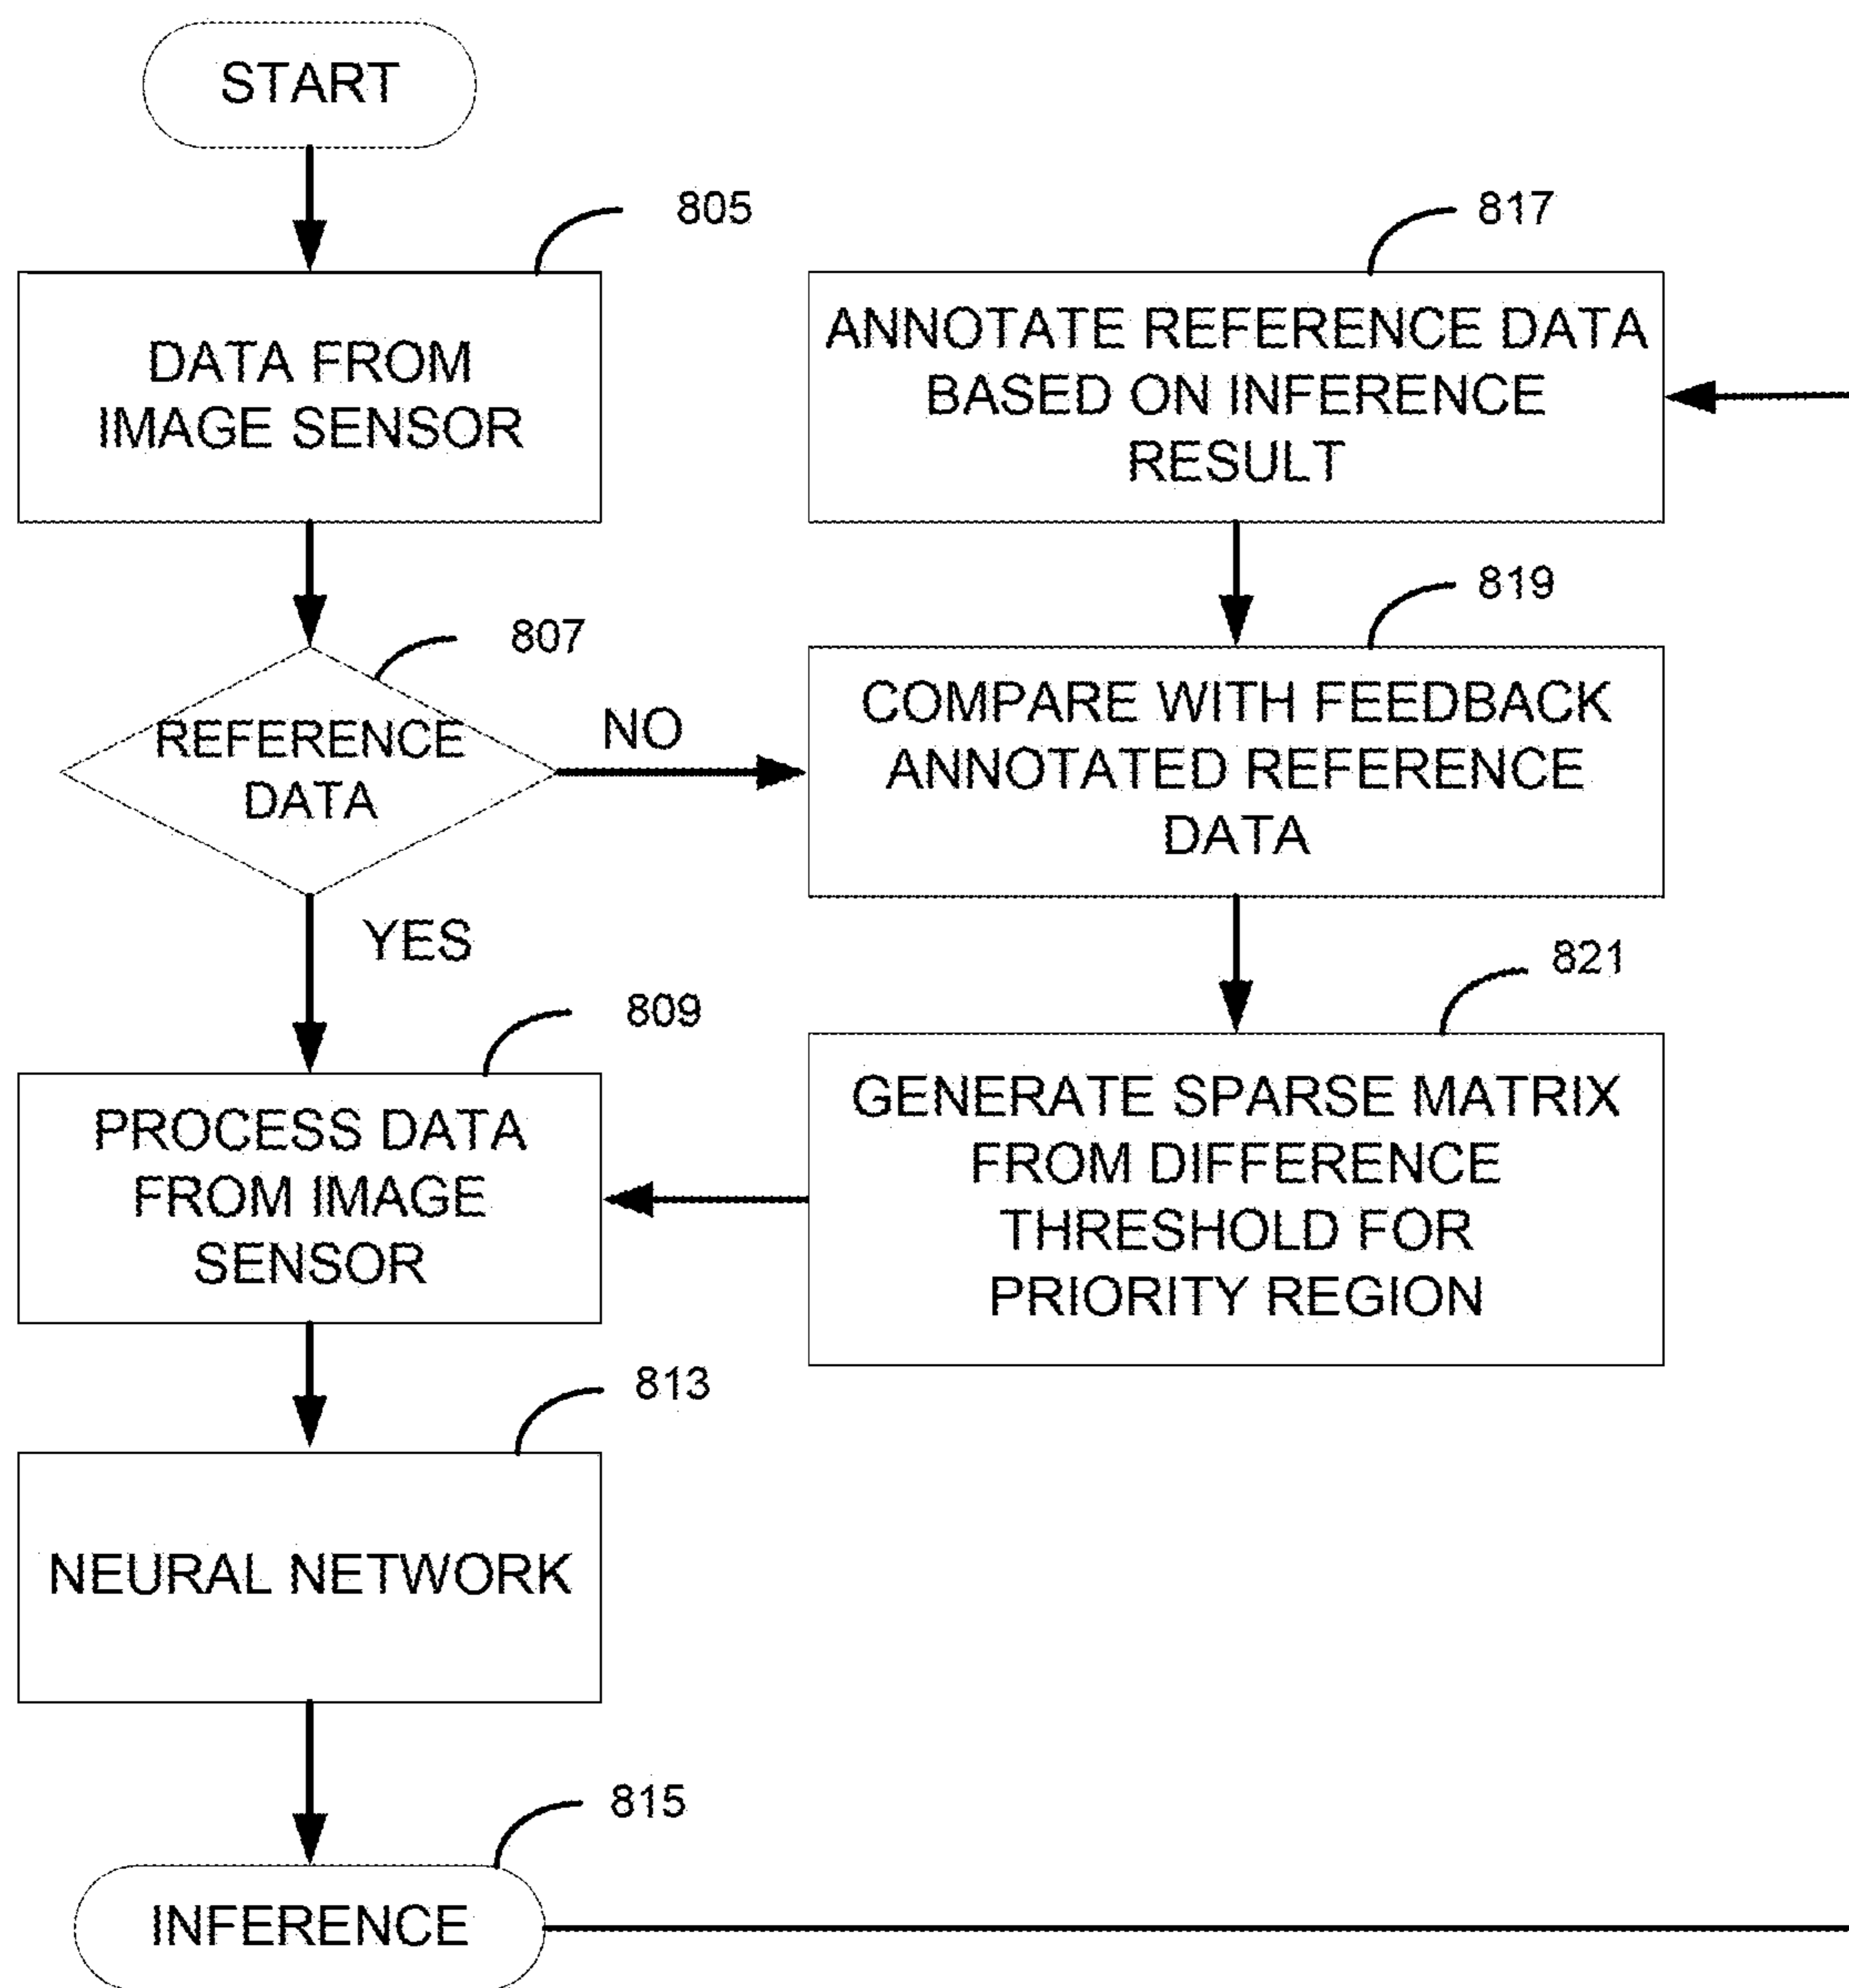 START
805
DATA FROM
IMAGE SENSOR
807
REFERENCE
DATA
NO
YES
809
PROCESS DATA
FROM IMAGE
SENSOR
813
NEURAL NETWORK
815
INFERENCE
817
ANNOTATE REFERENCE DATA
BASED ON INFERENCE
RESULT
819
COMPARE WITH FEEDBACK
ANNOTATED REFERENCE
DATA
821
GENERATE SPARSE MATRIX
FROM DIFFERENCE
THRESHOLD FOR
PRIORITY REGION